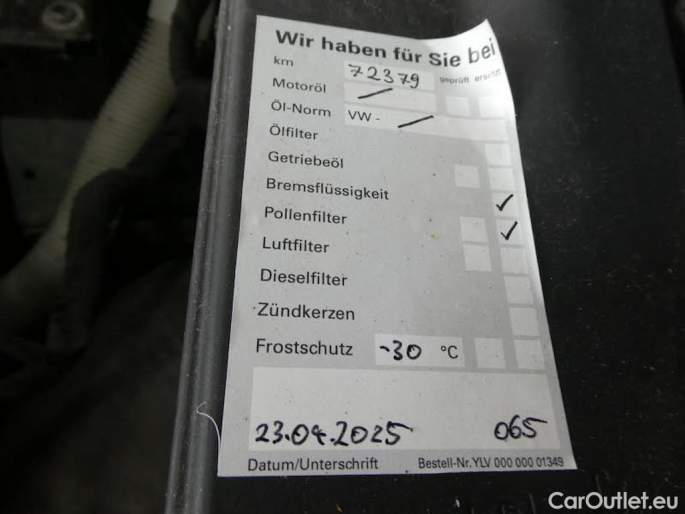 Wir haben für Sie bei
km 72379 geprüft
Motoröl
Öl-Norm VW -
Ölfilter
Getriebeöl
Bremsflüssigkeit ✓
Pollenfilter ✓
Luftfilter
Dieselfilter
Zündkerzen
Frostschutz -30 °C
23.04.2025 065
Datum/Unterschrift Bestell-Nr. YLV 000 000 01349
CarOutlet.eu